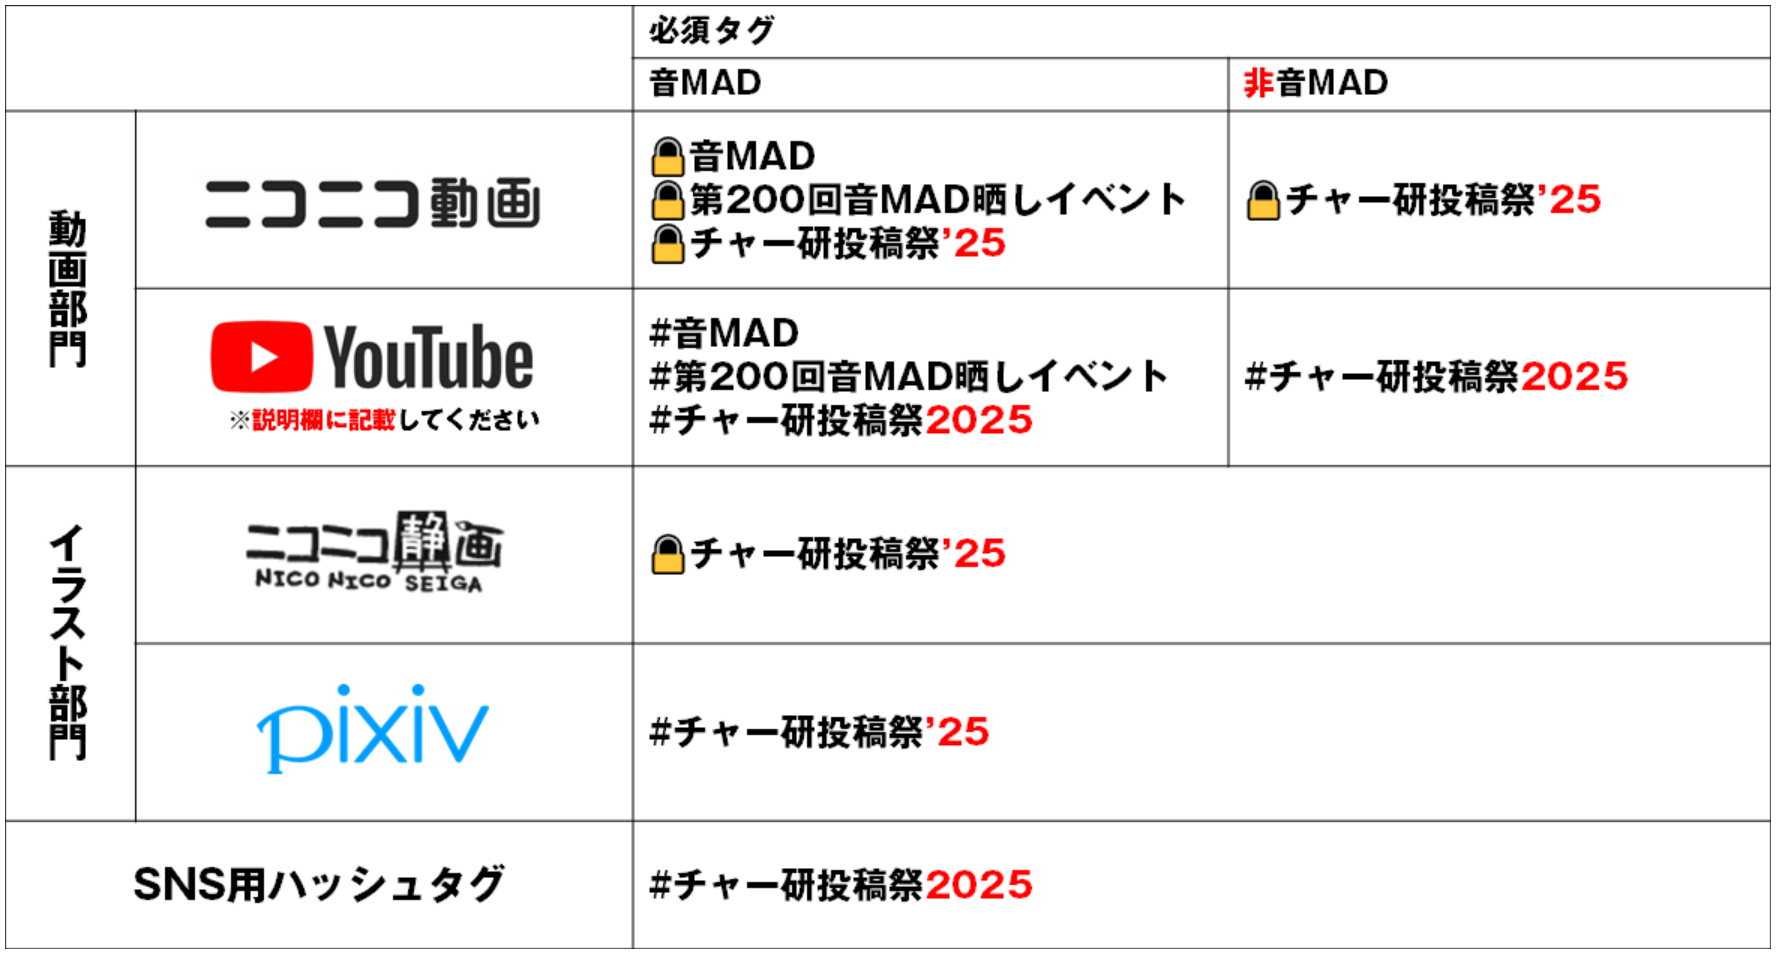 必須タグ
音MAD
非音MAD
動画部門
ニコニコ動画
🔒音MAD
🔒第200回音MAD晒しイベント
🔒チャー研投稿祭’25
🔒チャー研投稿祭’25
YouTube
※説明欄に記載してください
#音MAD
#第200回音MAD晒しイベント
#チャー研投稿祭2025
#チャー研投稿祭2025
イラスト部門
ニコニコ静画
NICO NICO SEIGA
🔒チャー研投稿祭’25
pixiv
#チャー研投稿祭’25
SNS用ハッシュタグ
#チャー研投稿祭2025